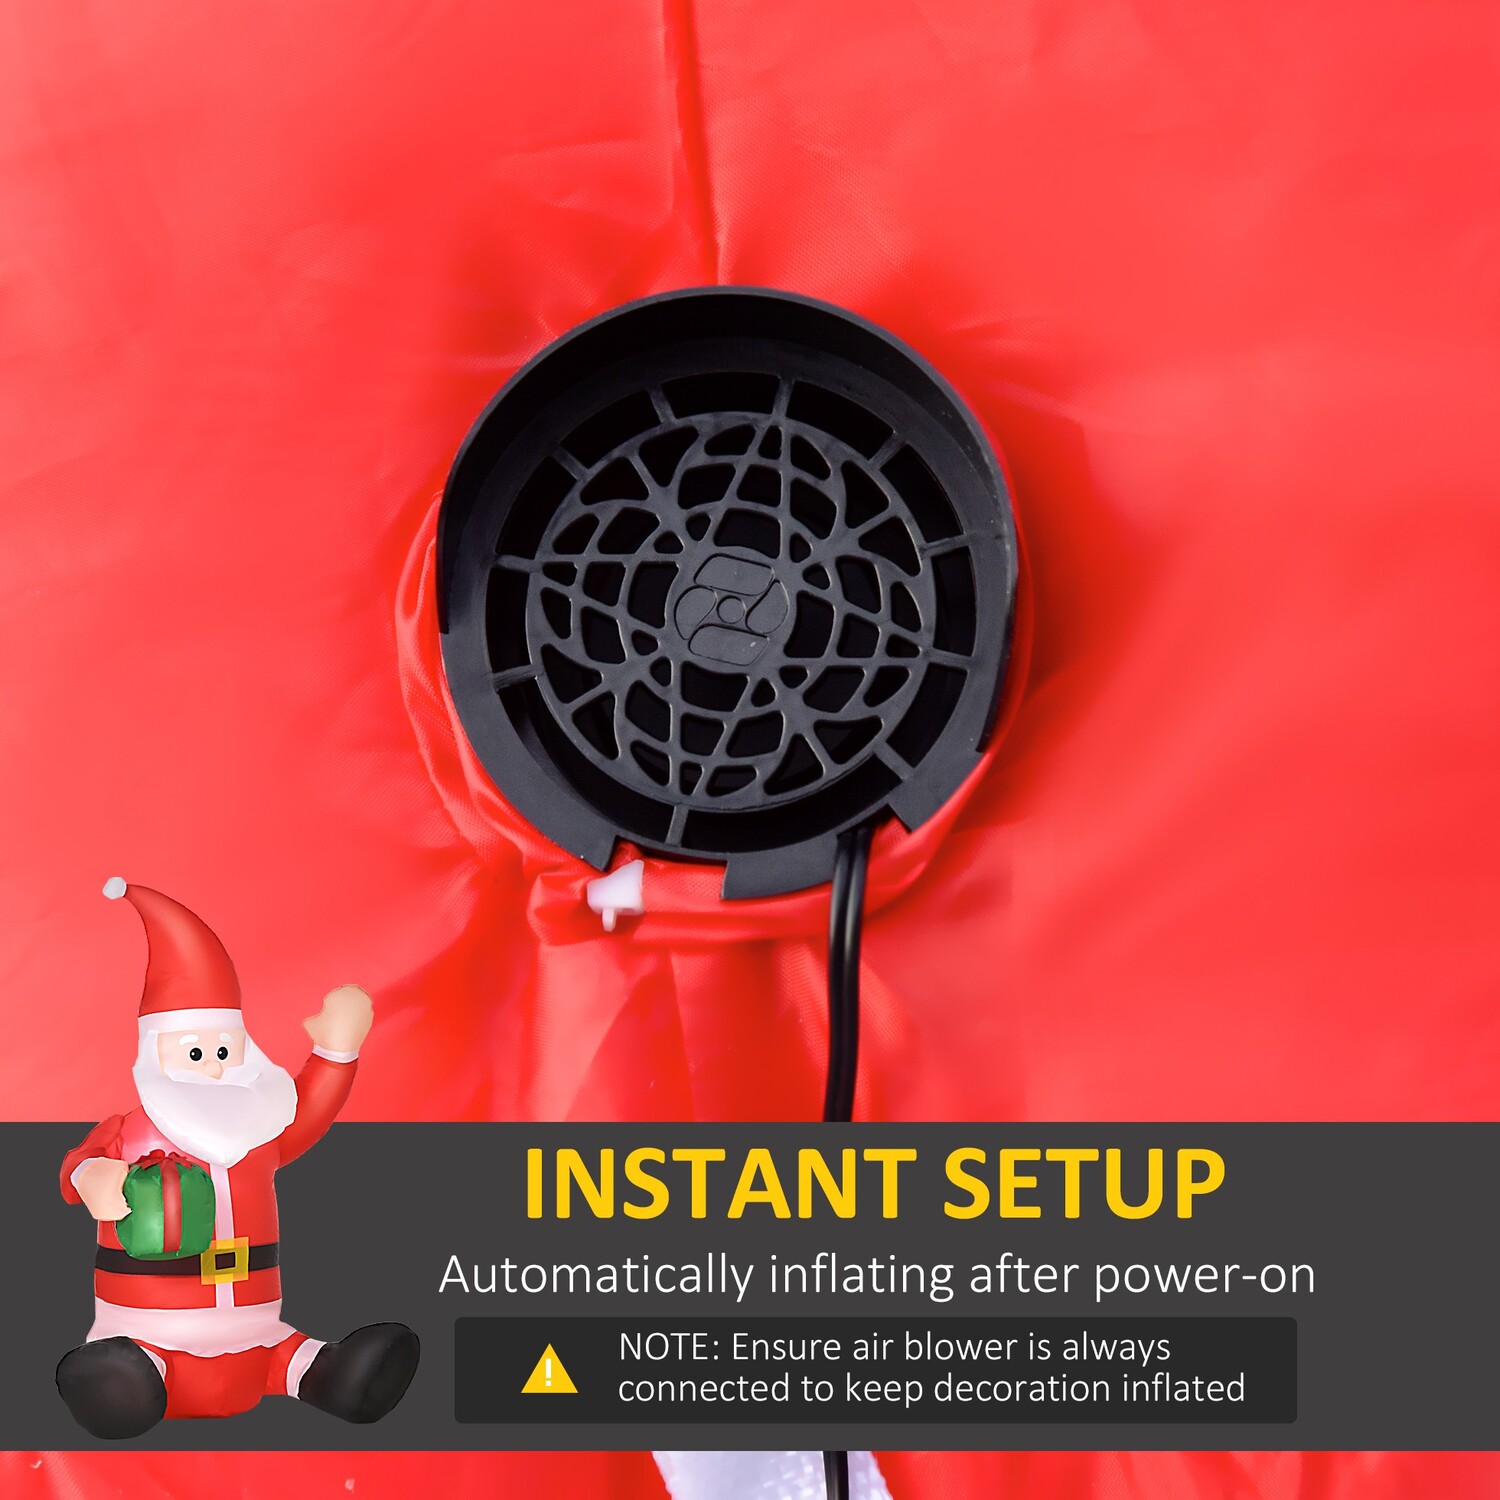 INSTANT SETUP
Automatically inflating after power-on
NOTE: Ensure air blower is always
connected to keep decoration inflated